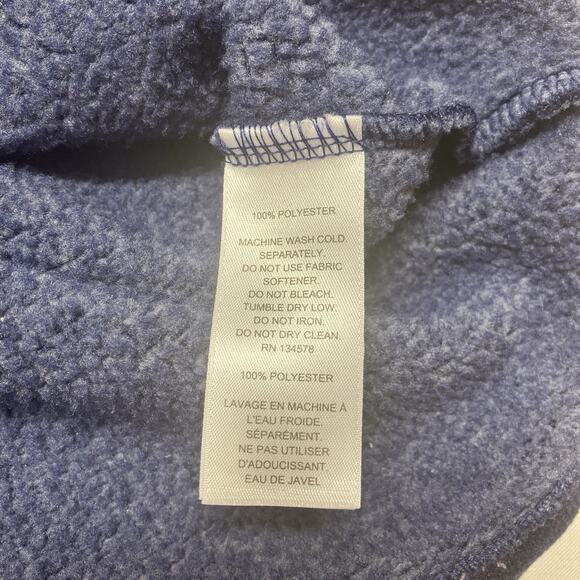 100% POLYESTER
MACHINE WASH COLD.
SEPARATELY.
DO NOT USE FABRIC
SOFTENER.
DO NOT BLEACH.
TUMBLE DRY LOW.
DO NOT IRON.
DO NOT DRY CLEAN.
RN 134578
100% POLYESTER
LAVAGE EN MACHINE À
L'EAU FROIDE.
SÉPARÉMENT.
NE PAS UTILISER
D'ADOUCISSANT.
EAU DE JAVEL